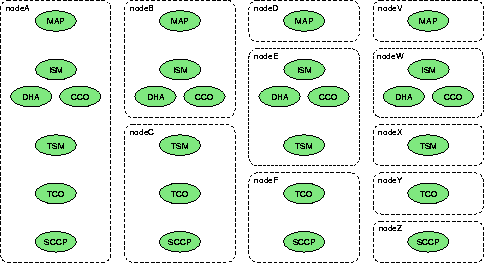 nodeA
MAP
ISM
DHA CCO
TSM
TCO
SCCP
nodeB
MAP
ISM
DHA CCO
nodeC
TSM
TCO
SCCP
nodeD
MAP
nodeE
ISM
DHA CCO
TSM
nodeF
TCO
SCCP
nodeV
MAP
nodeW
ISM
DHA CCO
nodeX
TSM
nodeY
TCO
nodeZ
SCCP